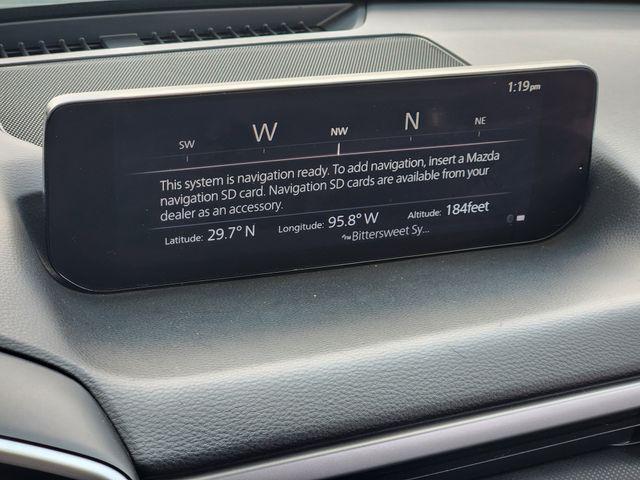 1:19pm
SW W NW N NE
This system is navigation ready. To add navigation, insert a Mazda
navigation SD card. Navigation SD cards are available from your
dealer as an accessory.
Latitude: 29.7° N Longitude: 95.8° W Altitude: 184feet
Bittersweet Sy...